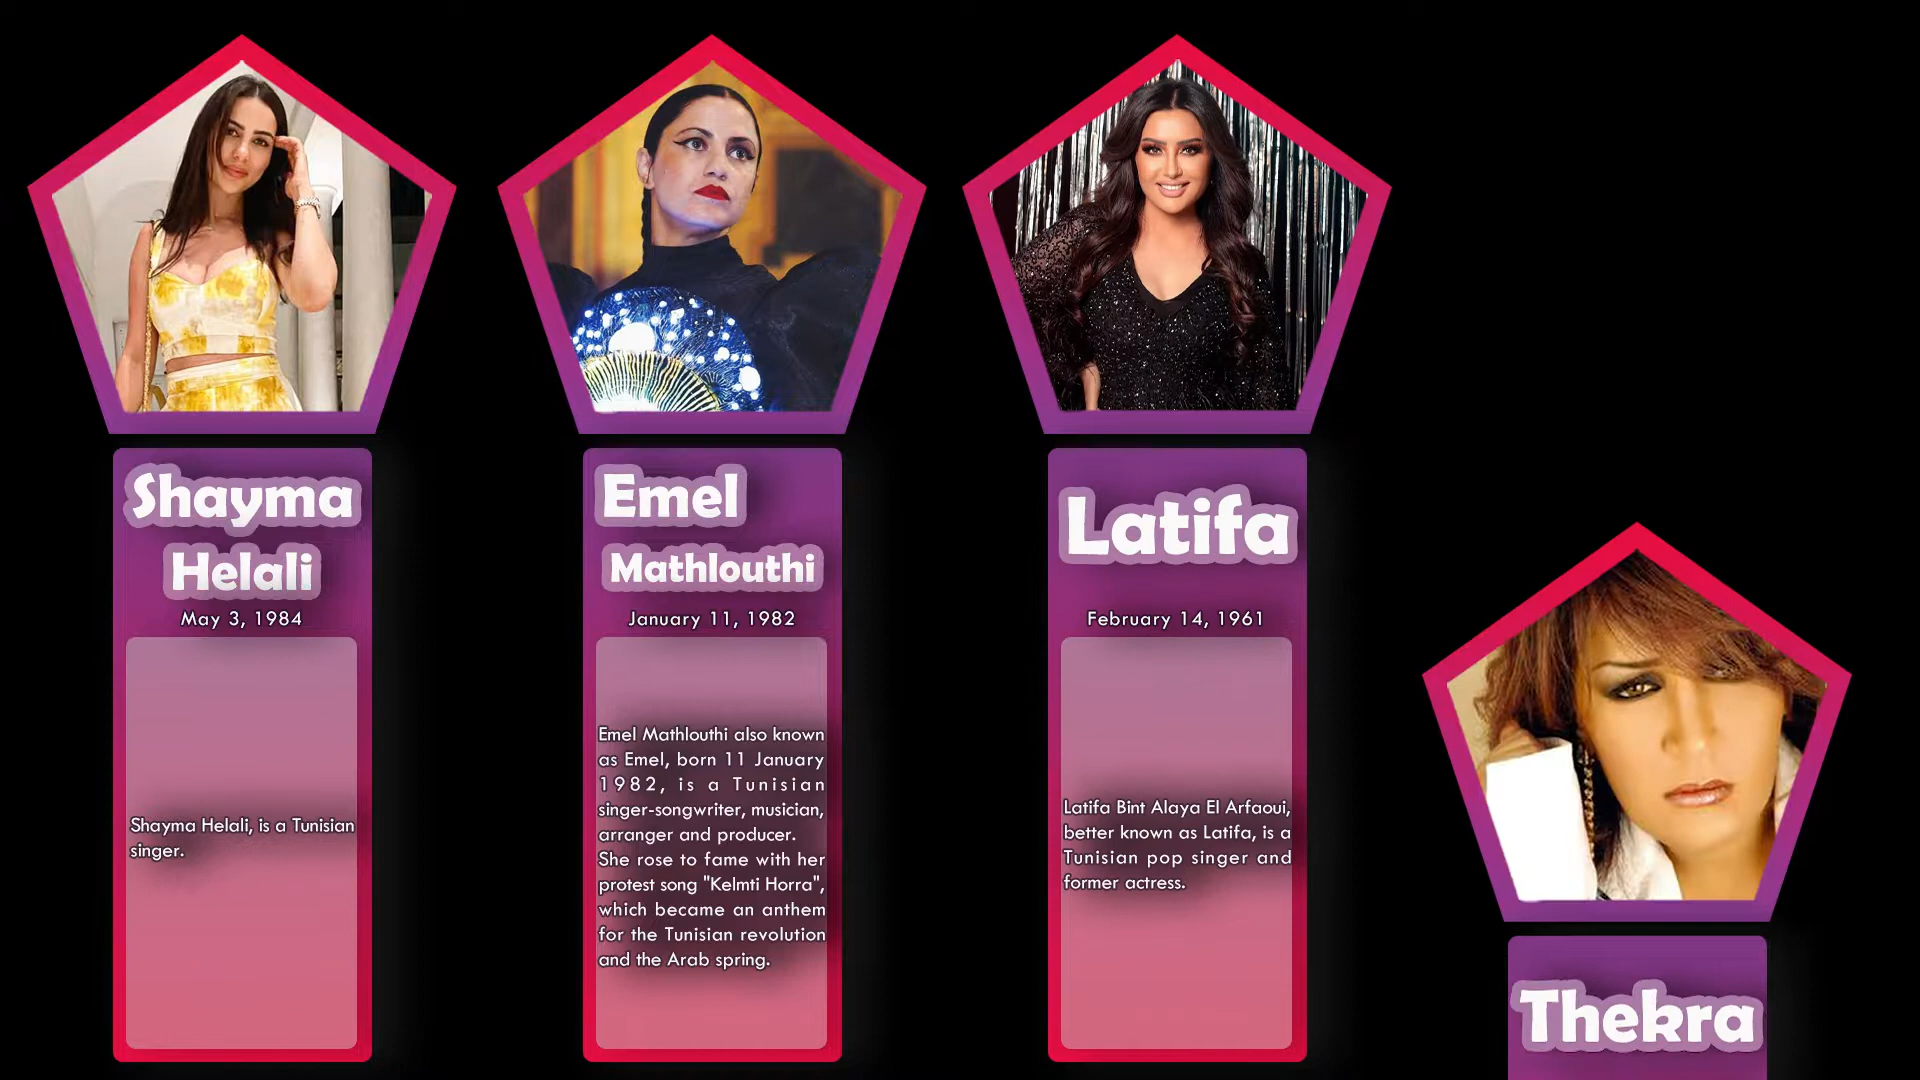 Shayma
Helali
May 3, 1984
Shayma Helali, is a Tunisian
singer.
Emel
Mathlouthi
January 11, 1982
Emel Mathlouthi also known
as Emel, born 11 January
1982, is a Tunisian
singer-songwriter, musician,
arranger and producer.
She rose to fame with her
protest song "Kelmti Horra",
which became an anthem
for the Tunisian revolution
and the Arab spring.
Latifa
February 14, 1961
Latifa Bint Alaya El Arfaoui,
better known as Latifa, is a
Tunisian pop singer and
former actress.
Thekra